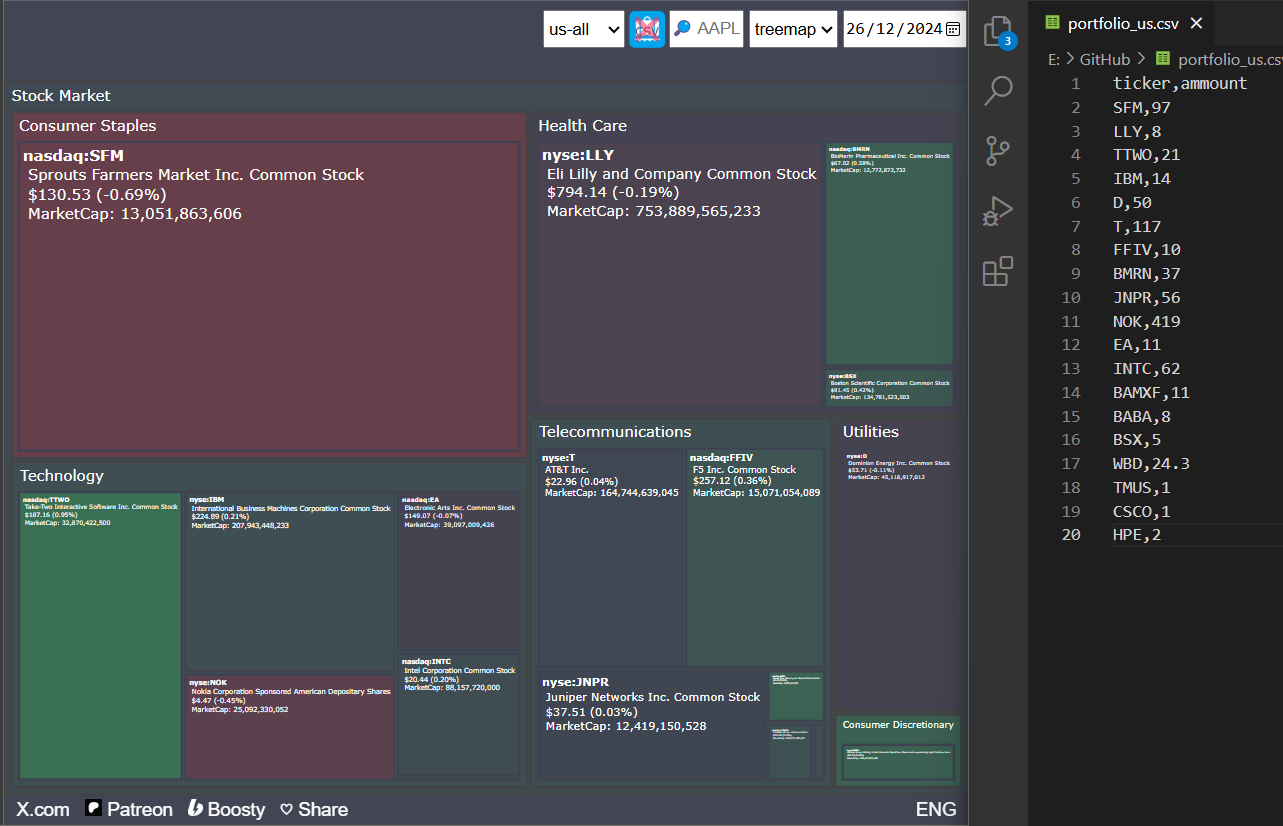 us-all
CSV
AAPL
treemap
26/12/2024
Stock Market
Consumer Staples
nasdaq:SFM
Sprouts Farmers Market Inc. Common Stock
$130.53 (-0.69%)
MarketCap: 13,051,863,606
Health Care
nyse:LLY
Eli Lilly and Company Common Stock
$794.14 (-0.19%)
MarketCap: 753,889,565,233
nasdaq:BMRN
BioMarin Pharmaceutical Inc. Common Stock
$67.02 (0.58%)
MarketCap: 12,772,873,732
nyse:BSX
Boston Scientific Corporation Common Stock
$91.45 (0.42%)
MarketCap: 134,781,523,503
Technology
nasdaq:TTWO
Take-Two Interactive Software Inc. Common Stock
$187.16 (0.95%)
MarketCap: 32,870,422,500
nyse:IBM
International Business Machines Corporation Common Stock
$224.89 (0.21%)
MarketCap: 207,943,448,233
nasdaq:EA
Electronic Arts Inc. Common Stock
$149.07 (-0.07%)
MarketCap: 39,097,009,426
nyse:NOK
Nokia Corporation Sponsored American Depositary Shares
$4.47 (-0.45%)
MarketCap: 25,092,330,052
nasdaq:INTC
Intel Corporation Common Stock
$20.44 (0.20%)
MarketCap: 88,157,720,000
Telecommunications
nyse:T
AT&T Inc.
$22.96 (0.04%)
MarketCap: 164,744,639,045
nasdaq:FFIV
F5 Inc. Common Stock
$257.12 (0.36%)
MarketCap: 15,071,054,089
nyse:JNPR
Juniper Networks Inc. Common Stock
$37.51 (0.03%)
MarketCap: 12,419,150,528
Utilities
nyse:D
Dominion Energy Inc. Common Stock
$53.71 (-0.11%)
MarketCap: 45,116,917,012
Consumer Discretionary
X.com
Patreon
Boosty
Share
ENG
3
portfolio_us.csv
E: > GitHub > portfolio_us.cs
1 ticker,ammount
2 SFM,97
3 LLY,8
4 TTWO,21
5 IBM,14
6 D,50
7 T,117
8 FFIV,10
9 BMRN,37
10 JNPR,56
11 NOK,419
12 EA,11
13 INTC,62
14 BAMXF,11
15 BABA,8
16 BSX,5
17 WBD,24.3
18 TMUS,1
19 CSCO,1
20 HPE,2